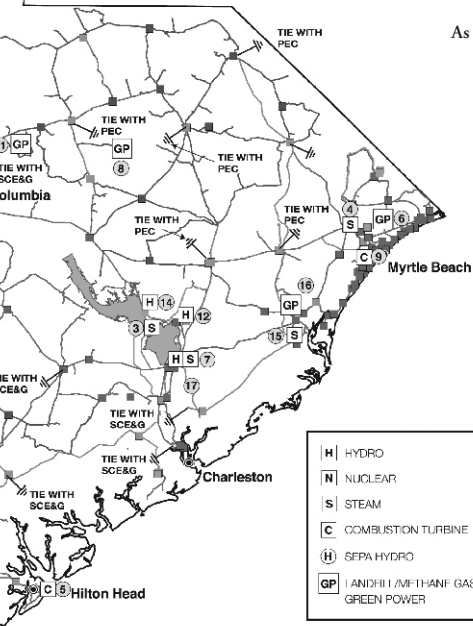 As
TIE WITH
PEC
TIE WITH
PEC
1 GP
8
GP
TIE WITH
SCE&G
olumbia
TIE WITH
PEC
TIE WITH
PEC
TIE WITH
PEC
4
S
GP 6
C 9
Myrtle Beach
H 14
H 12
3 S
16
GP
15 S
H S 7
17
IE WITH
CE&G
TIE WITH
SCE&G
TIE WITH
SCE&G
Charleston
TIE WITH
SCE&G
C 5 Hilton Head
H HYDRO
N NUCLEAR
S STEAM
C COMBUSTION TURBINE
H SEPA HYDRO
GP LANDFILL/METHANE GAS
GREEN POWER